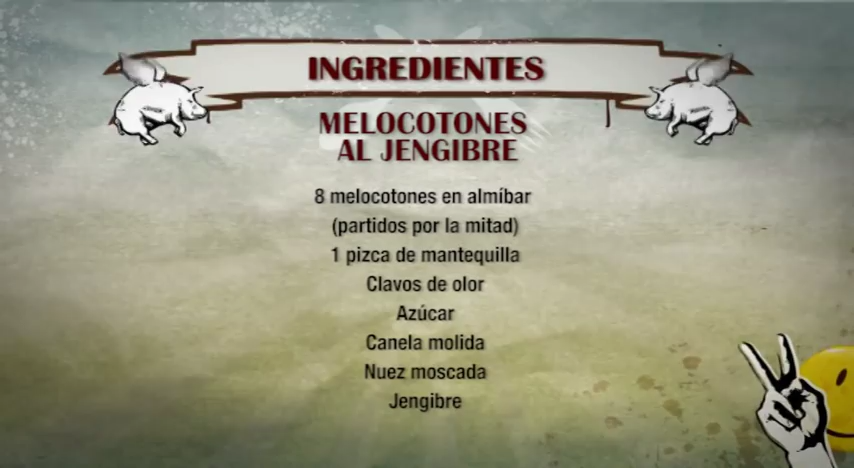 INGREDIENTES
MELOCOTONES
AL JENGIBRE
8 melocotones en almíbar
(partidos por la mitad)
1 pizca de mantequilla
Clavos de olor
Azúcar
Canela molida
Nuez moscada
Jengibre